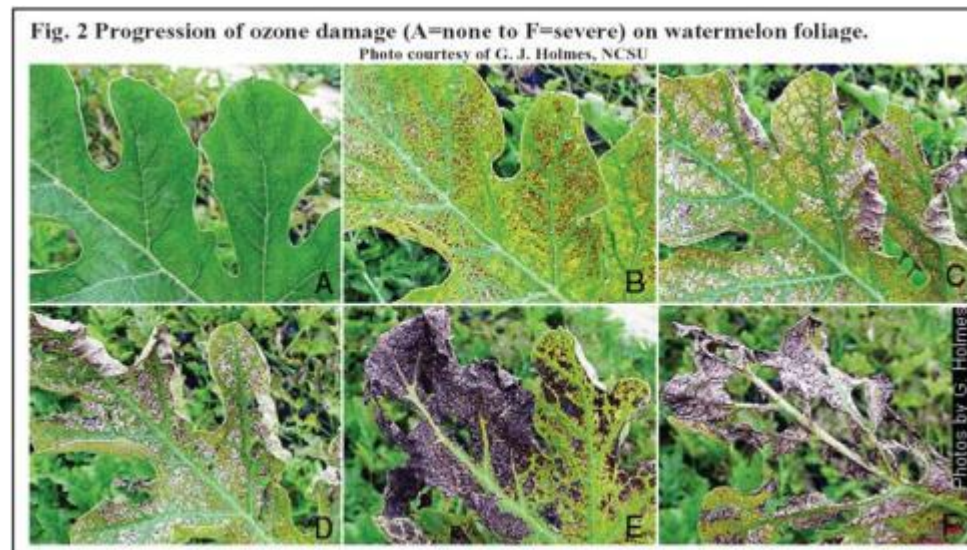 Fig. 2 Progression of ozone damage (A=none to F=severe) on watermelon foliage.
Photo courtesy of G. J. Holmes, NCSU
A
B
C
D
E
F
Photos by G. Holmes